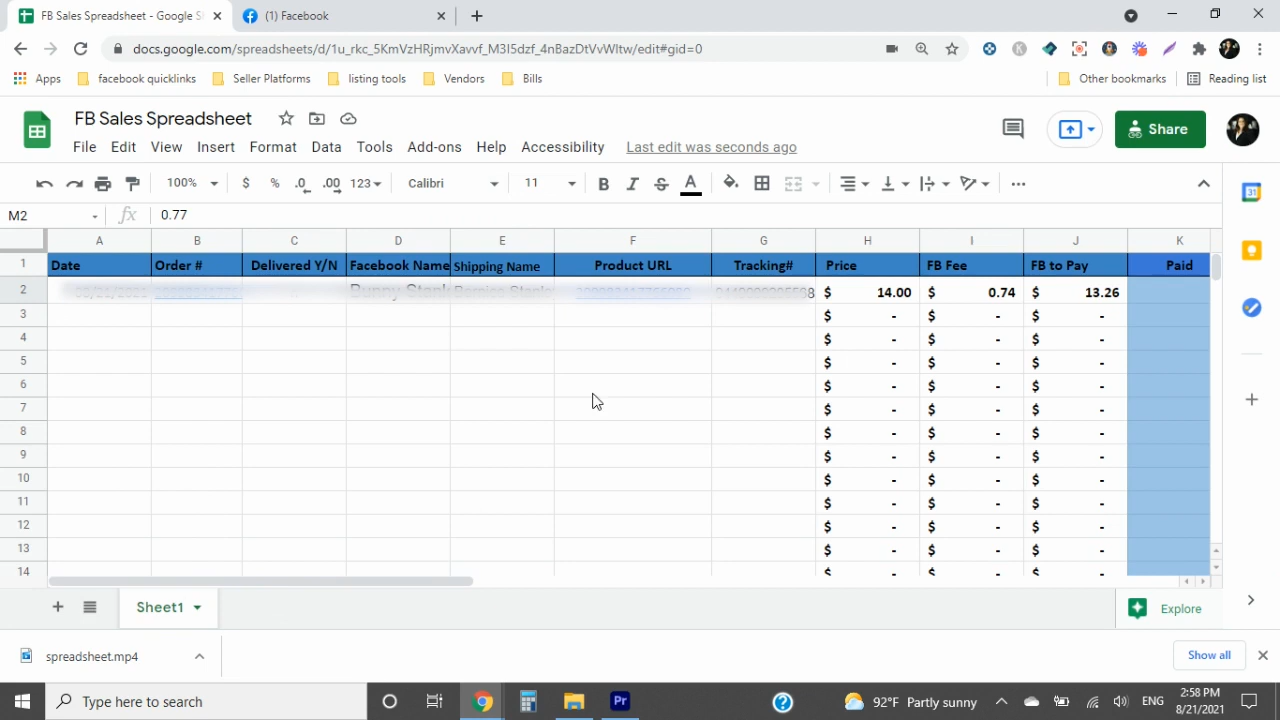 FB Sales Spreadsheet - Google S
(1) Facebook
docs.google.com/spreadsheets/d/1u_rkc_5KmVzHRjmvXavvf_M3I5dzf_4nBazDtVvWltw/edit#gid=0
Apps facebook quicklinks Seller Platforms listing tools Vendors Bills Other bookmarks Reading list
FB Sales Spreadsheet
Share
File Edit View Insert Format Data Tools Add-ons Help Accessibility Last edit was seconds ago
100% $ % .0 .00 123 Calibri 11 B I S A
M2 fx 0.77
A B C D E F G H I J K
1 Date Order # Delivered Y/N Facebook Name Shipping Name Product URL Tracking# Price FB Fee FB to Pay Paid
2 $ 14.00 $ 0.74 $ 13.26
3 $ - $ - $ -
4 $ - $ - $ -
5 $ - $ - $ -
6 $ - $ - $ -
7 $ - $ - $ -
8 $ - $ - $ -
9 $ - $ - $ -
10 $ - $ - $ -
11 $ - $ - $ -
12 $ - $ - $ -
13 $ - $ - $ -
14
Sheet1
Explore
spreadsheet.mp4
Show all
Type here to search
Pr
92°F Partly sunny
ENG
2:58 PM
8/21/2021